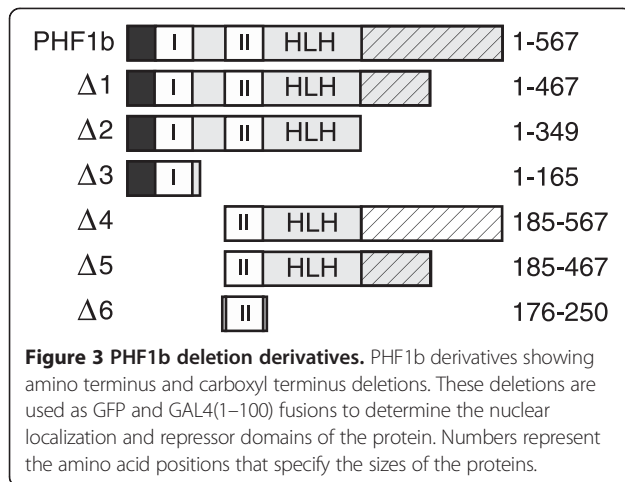 PHF1b I II HLH 1-567
Δ1 I II HLH 1-467
Δ2 I II HLH 1-349
Δ3 I 1-165
Δ4 II HLH 185-567
Δ5 II HLH 185-467
Δ6 II 176-250
Figure 3 PHF1b deletion derivatives. PHF1b derivatives showing
amino terminus and carboxyl terminus deletions. These deletions are
used as GFP and GAL4(1–100) fusions to determine the nuclear
localization and repressor domains of the protein. Numbers represent
the amino acid positions that specify the sizes of the proteins.